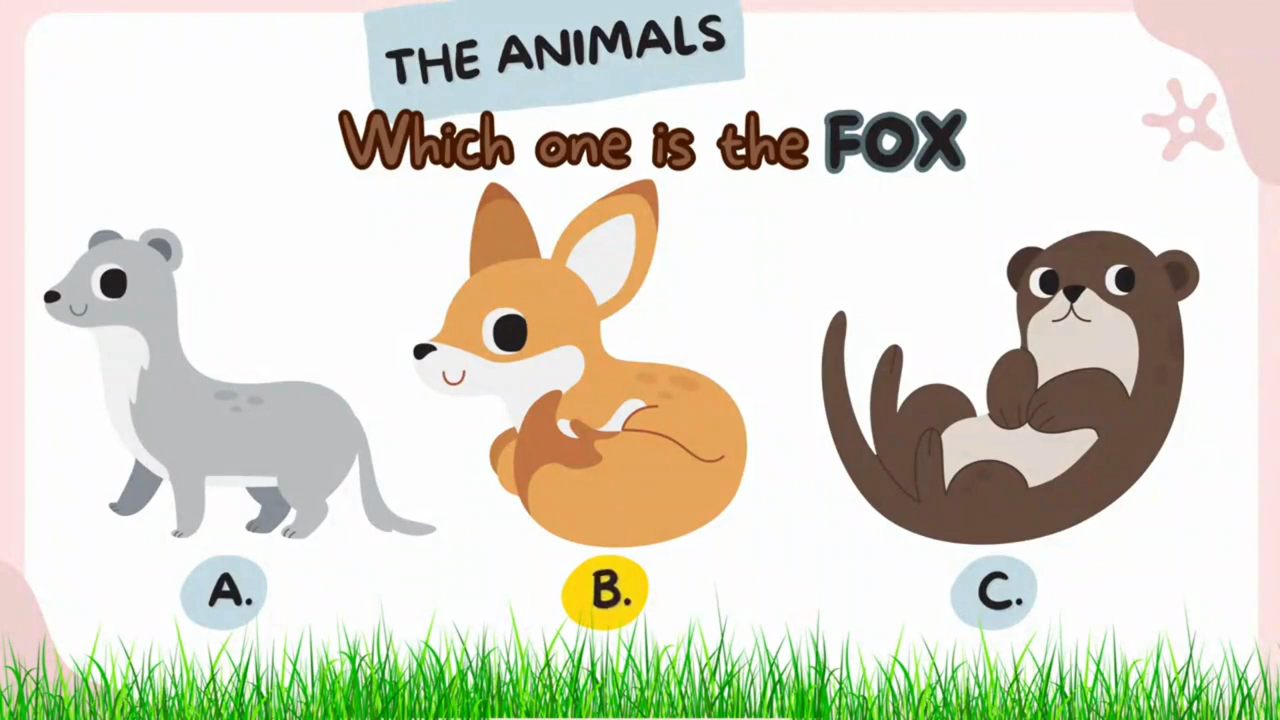 THE ANIMALS
Which one is the FOX
A.
B.
C.